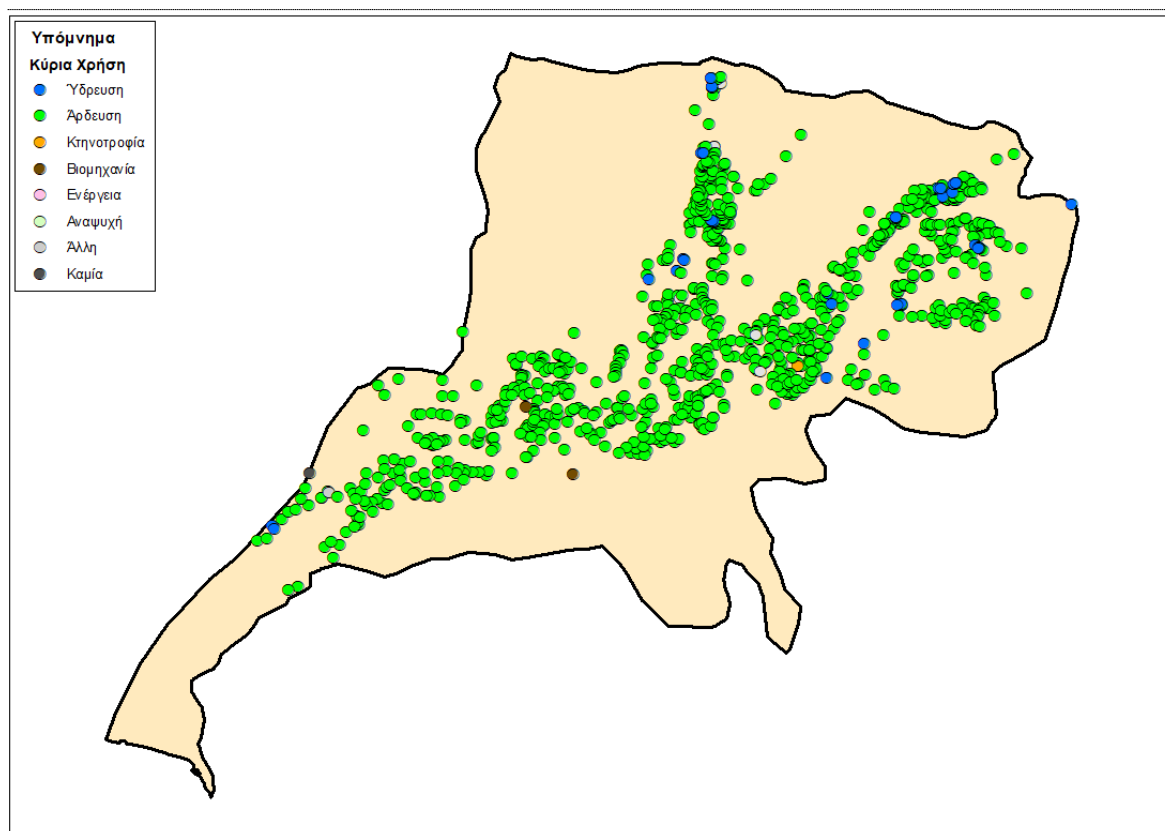 Υπόμνημα
Κύρια Χρήση
Ύδρευση
Άρδευση
Κτηνοτροφία
Βιομηχανία
Ενέργεια
Αναψυχή
Άλλη
Καμία